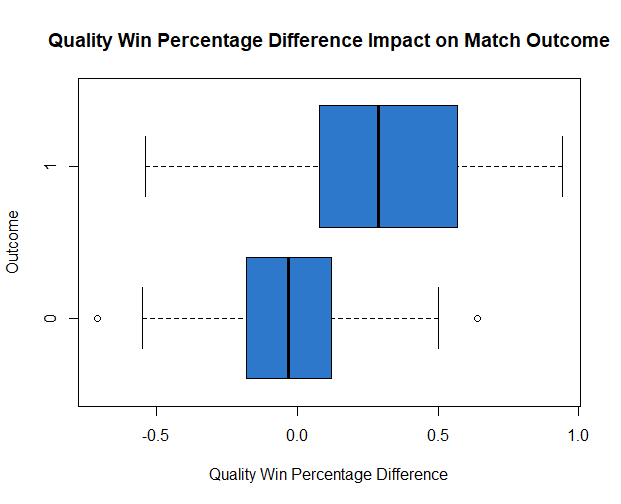 Quality Win Percentage Difference Impact on Match Outcome
Outcome
1
0
-0.5 0.0 0.5 1.0
Quality Win Percentage Difference